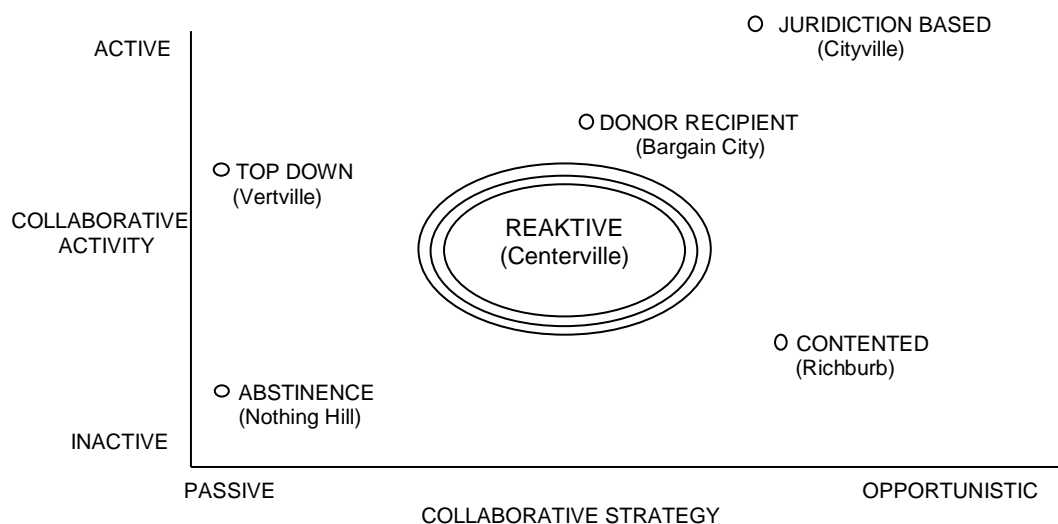 JURIDICTION BASED
(Cityville)
ACTIVE
DONOR RECIPIENT
(Bargain City)
TOP DOWN
(Vertville)
COLLABORATIVE
ACTIVITY
REAKTIVE
(Centerville)
CONTENTED
(Richburb)
ABSTINENCE
(Nothing Hill)
INACTIVE
PASSIVE
OPPORTUNISTIC
COLLABORATIVE STRATEGY